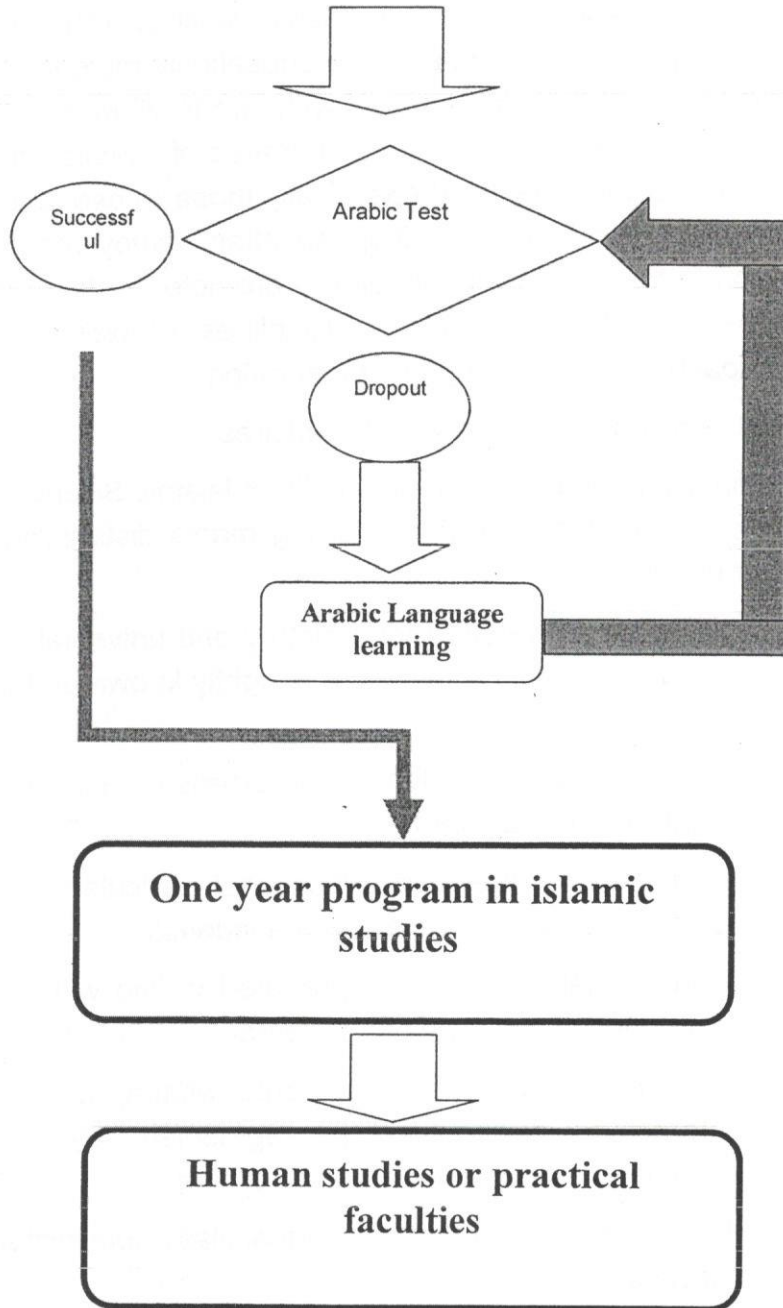 Successf
ul
Arabic Test
Dropout
Arabic Language
learning
One year program in islamic
studies
Human studies or practical
faculties